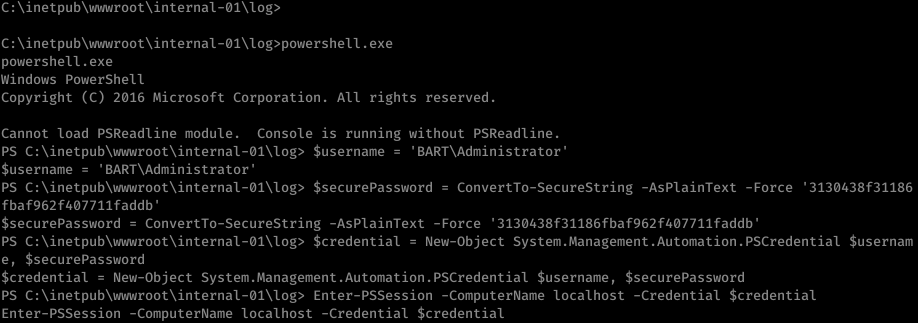 C:\inetpub\wwwroot\internal-01\log>
C:\inetpub\wwwroot\internal-01\log>powershell.exe
powershell.exe
Windows PowerShell
Copyright (C) 2016 Microsoft Corporation. All rights reserved.
Cannot load PSReadline module.  Console is running without PSReadline.
PS C:\inetpub\wwwroot\internal-01\log> $username = 'BART\Administrator'
$username = 'BART\Administrator'
PS C:\inetpub\wwwroot\internal-01\log> $securePassword = ConvertTo-SecureString -AsPlainText -Force '3130438f31186
fbaf962f407711faddb'
$securePassword = ConvertTo-SecureString -AsPlainText -Force '3130438f31186fbaf962f407711faddb'
PS C:\inetpub\wwwroot\internal-01\log> $credential = New-Object System.Management.Automation.PSCredential $usernam
e, $securePassword
$credential = New-Object System.Management.Automation.PSCredential $username, $securePassword
PS C:\inetpub\wwwroot\internal-01\log> Enter-PSSession -ComputerName localhost -Credential $credential
Enter-PSSession -ComputerName localhost -Credential $credential